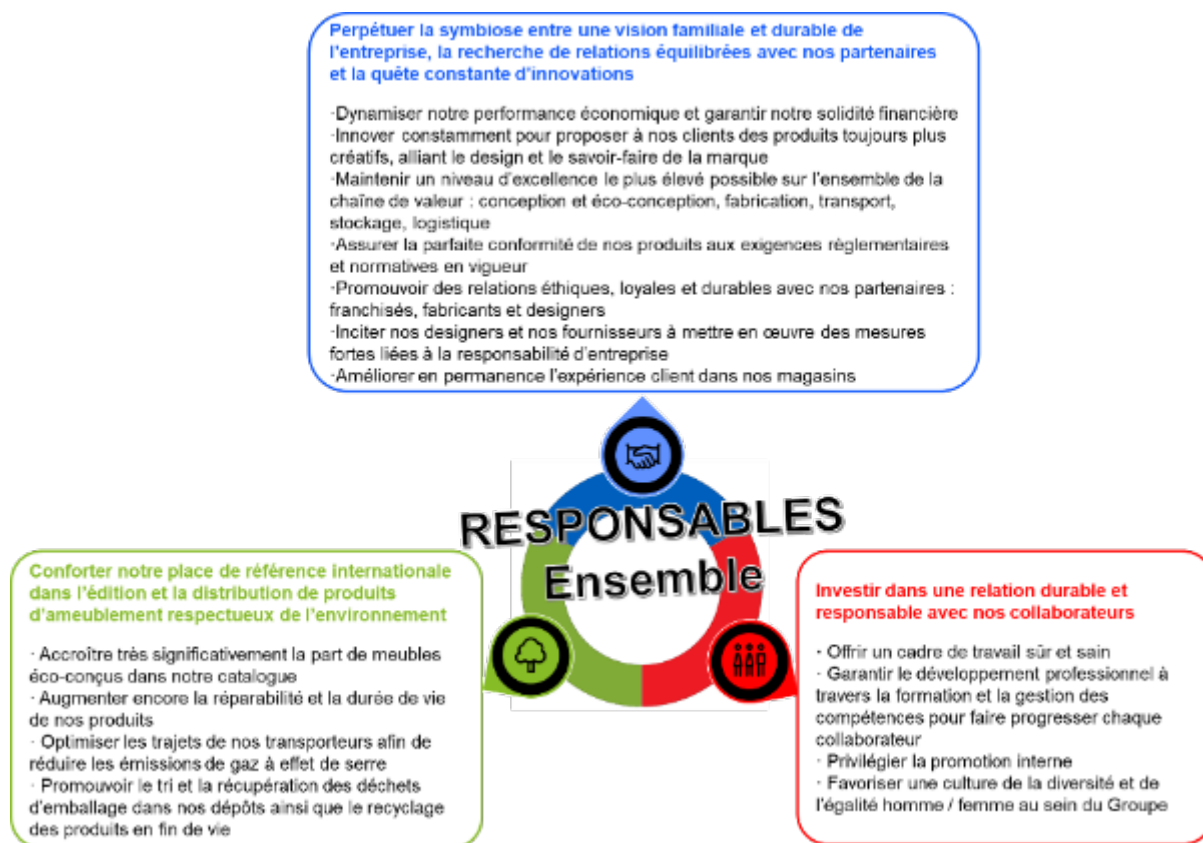 Perpétuer la symbiose entre une vision familiale et durable de
l'entreprise, la recherche de relations équilibrées avec nos partenaires
et la quête constante d'innovations
·Dynamiser notre performance économique et garantir notre solidité financière
·Innover constamment pour proposer à nos clients des produits toujours plus
créatifs, alliant le design et le savoir-faire de la marque
·Maintenir un niveau d'excellence le plus élevé possible sur l'ensemble de la
chaîne de valeur : conception et éco-conception, fabrication, transport,
stockage, logistique
·Assurer la parfaite conformité de nos produits aux exigences règlementaires
et normatives en vigueur
·Promouvoir des relations éthiques, loyales et durables avec nos partenaires :
franchisés, fabricants et designers
·Inciter nos designers et nos fournisseurs à mettre en œuvre des mesures
fortes liées à la responsabilité d'entreprise
·Améliorer en permanence l'expérience client dans nos magasins
RESPONSABLES
Ensemble
Conforter notre place de référence internationale
dans l'édition et la distribution de produits
d'ameublement respectueux de l'environnement
· Accroître très significativement la part de meubles
éco-conçus dans notre catalogue
· Augmenter encore la réparabilité et la durée de vie
de nos produits
· Optimiser les trajets de nos transporteurs afin de
réduire les émissions de gaz à effet de serre
· Promouvoir le tri et la récupération des déchets
d'emballage dans nos dépôts ainsi que le recyclage
des produits en fin de vie
Investir dans une relation durable et
responsable avec nos collaborateurs
· Offrir un cadre de travail sûr et sain
· Garantir le développement professionnel à
travers la formation et la gestion des
compétences pour faire progresser chaque
collaborateur
· Privilégier la promotion interne
· Favoriser une culture de la diversité et de
l'égalité homme / femme au sein du Groupe